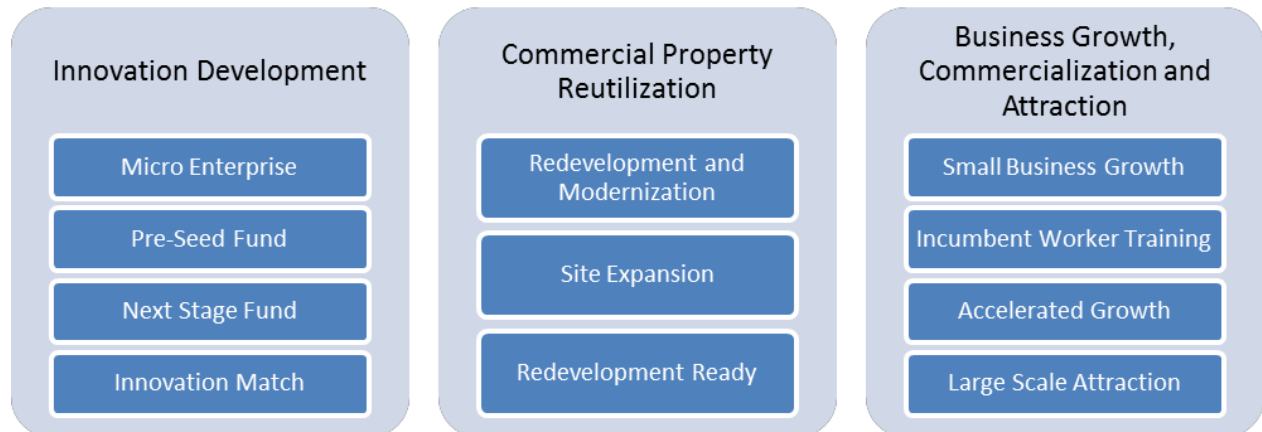 Innovation Development
Micro Enterprise
Pre-Seed Fund
Next Stage Fund
Innovation Match
Commercial Property
Reutilization
Redevelopment and
Modernization
Site Expansion
Redevelopment Ready
Business Growth,
Commercialization and
Attraction
Small Business Growth
Incumbent Worker Training
Accelerated Growth
Large Scale Attraction